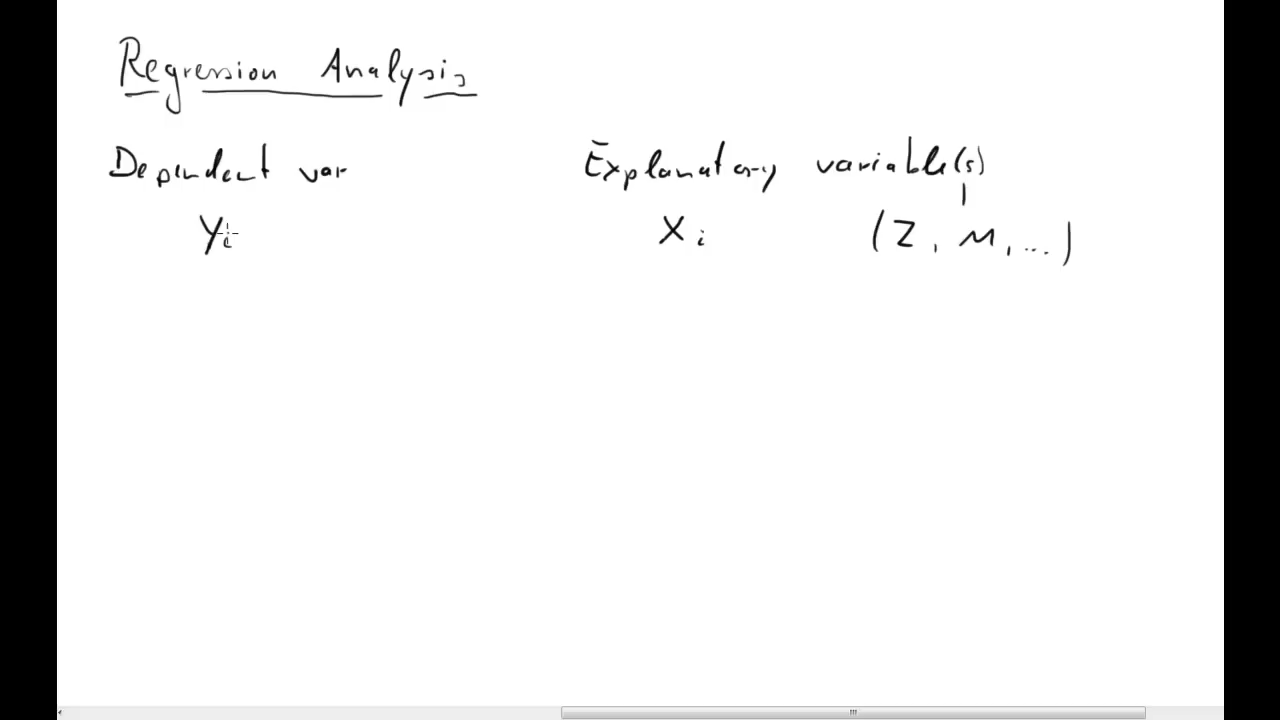 Regression Analysis
Dependent var Explanatory variable(s)
Yi Xi (Z, M, ...)